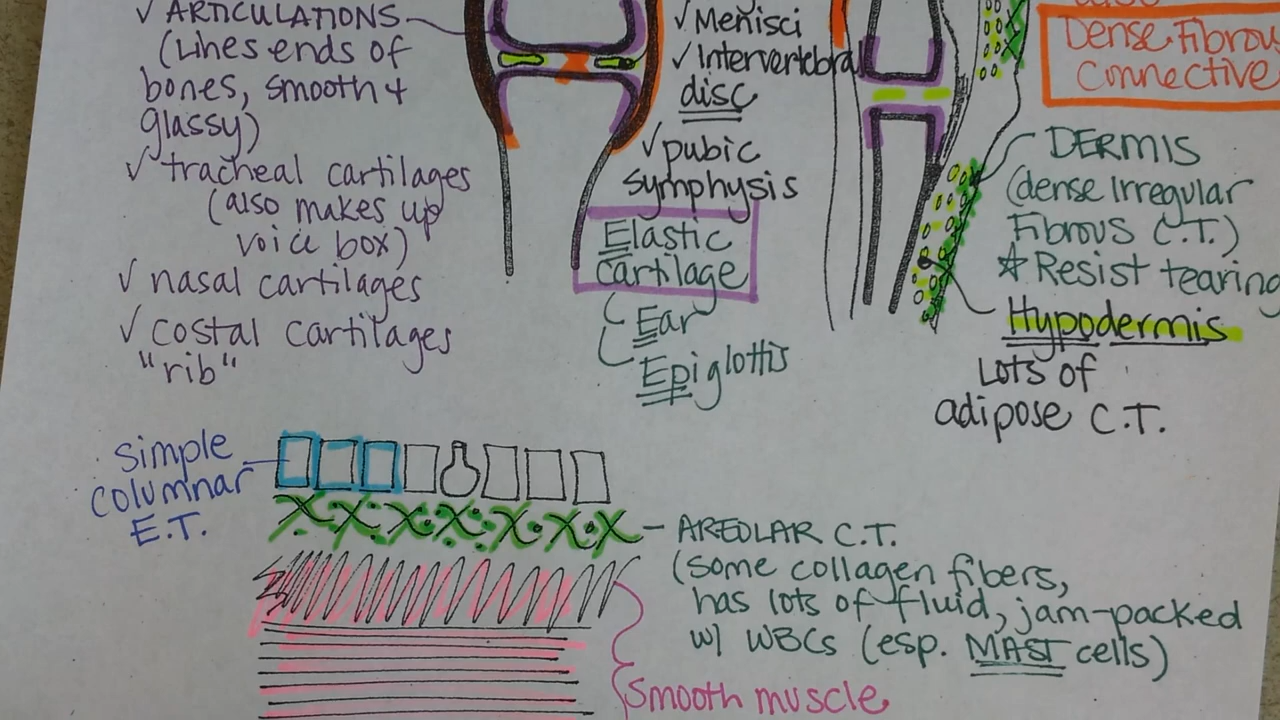 ✓ ARTICULATIONS
(Lines ends of
bones, smooth +
glassy)
✓ tracheal cartilages
(also makes up
voice box)
✓ nasal cartilages
✓ costal cartilages
"rib"
✓ Menisci
✓ Intervertebral
disc
✓ pubic
symphysis
Elastic
cartilage
Ear
Epiglottis
Dense Fibrous
Connective
DERMIS
(dense Irregular
Fibrous C.T.)
☆ Resist tearing
Hypodermis
Lots of
adipose C.T.
simple
columnar
E.T.
AREOLAR C.T.
(some collagen fibers,
has lots of fluid, jam-packed
w/ WBCs (esp. MAST cells)
smooth muscle